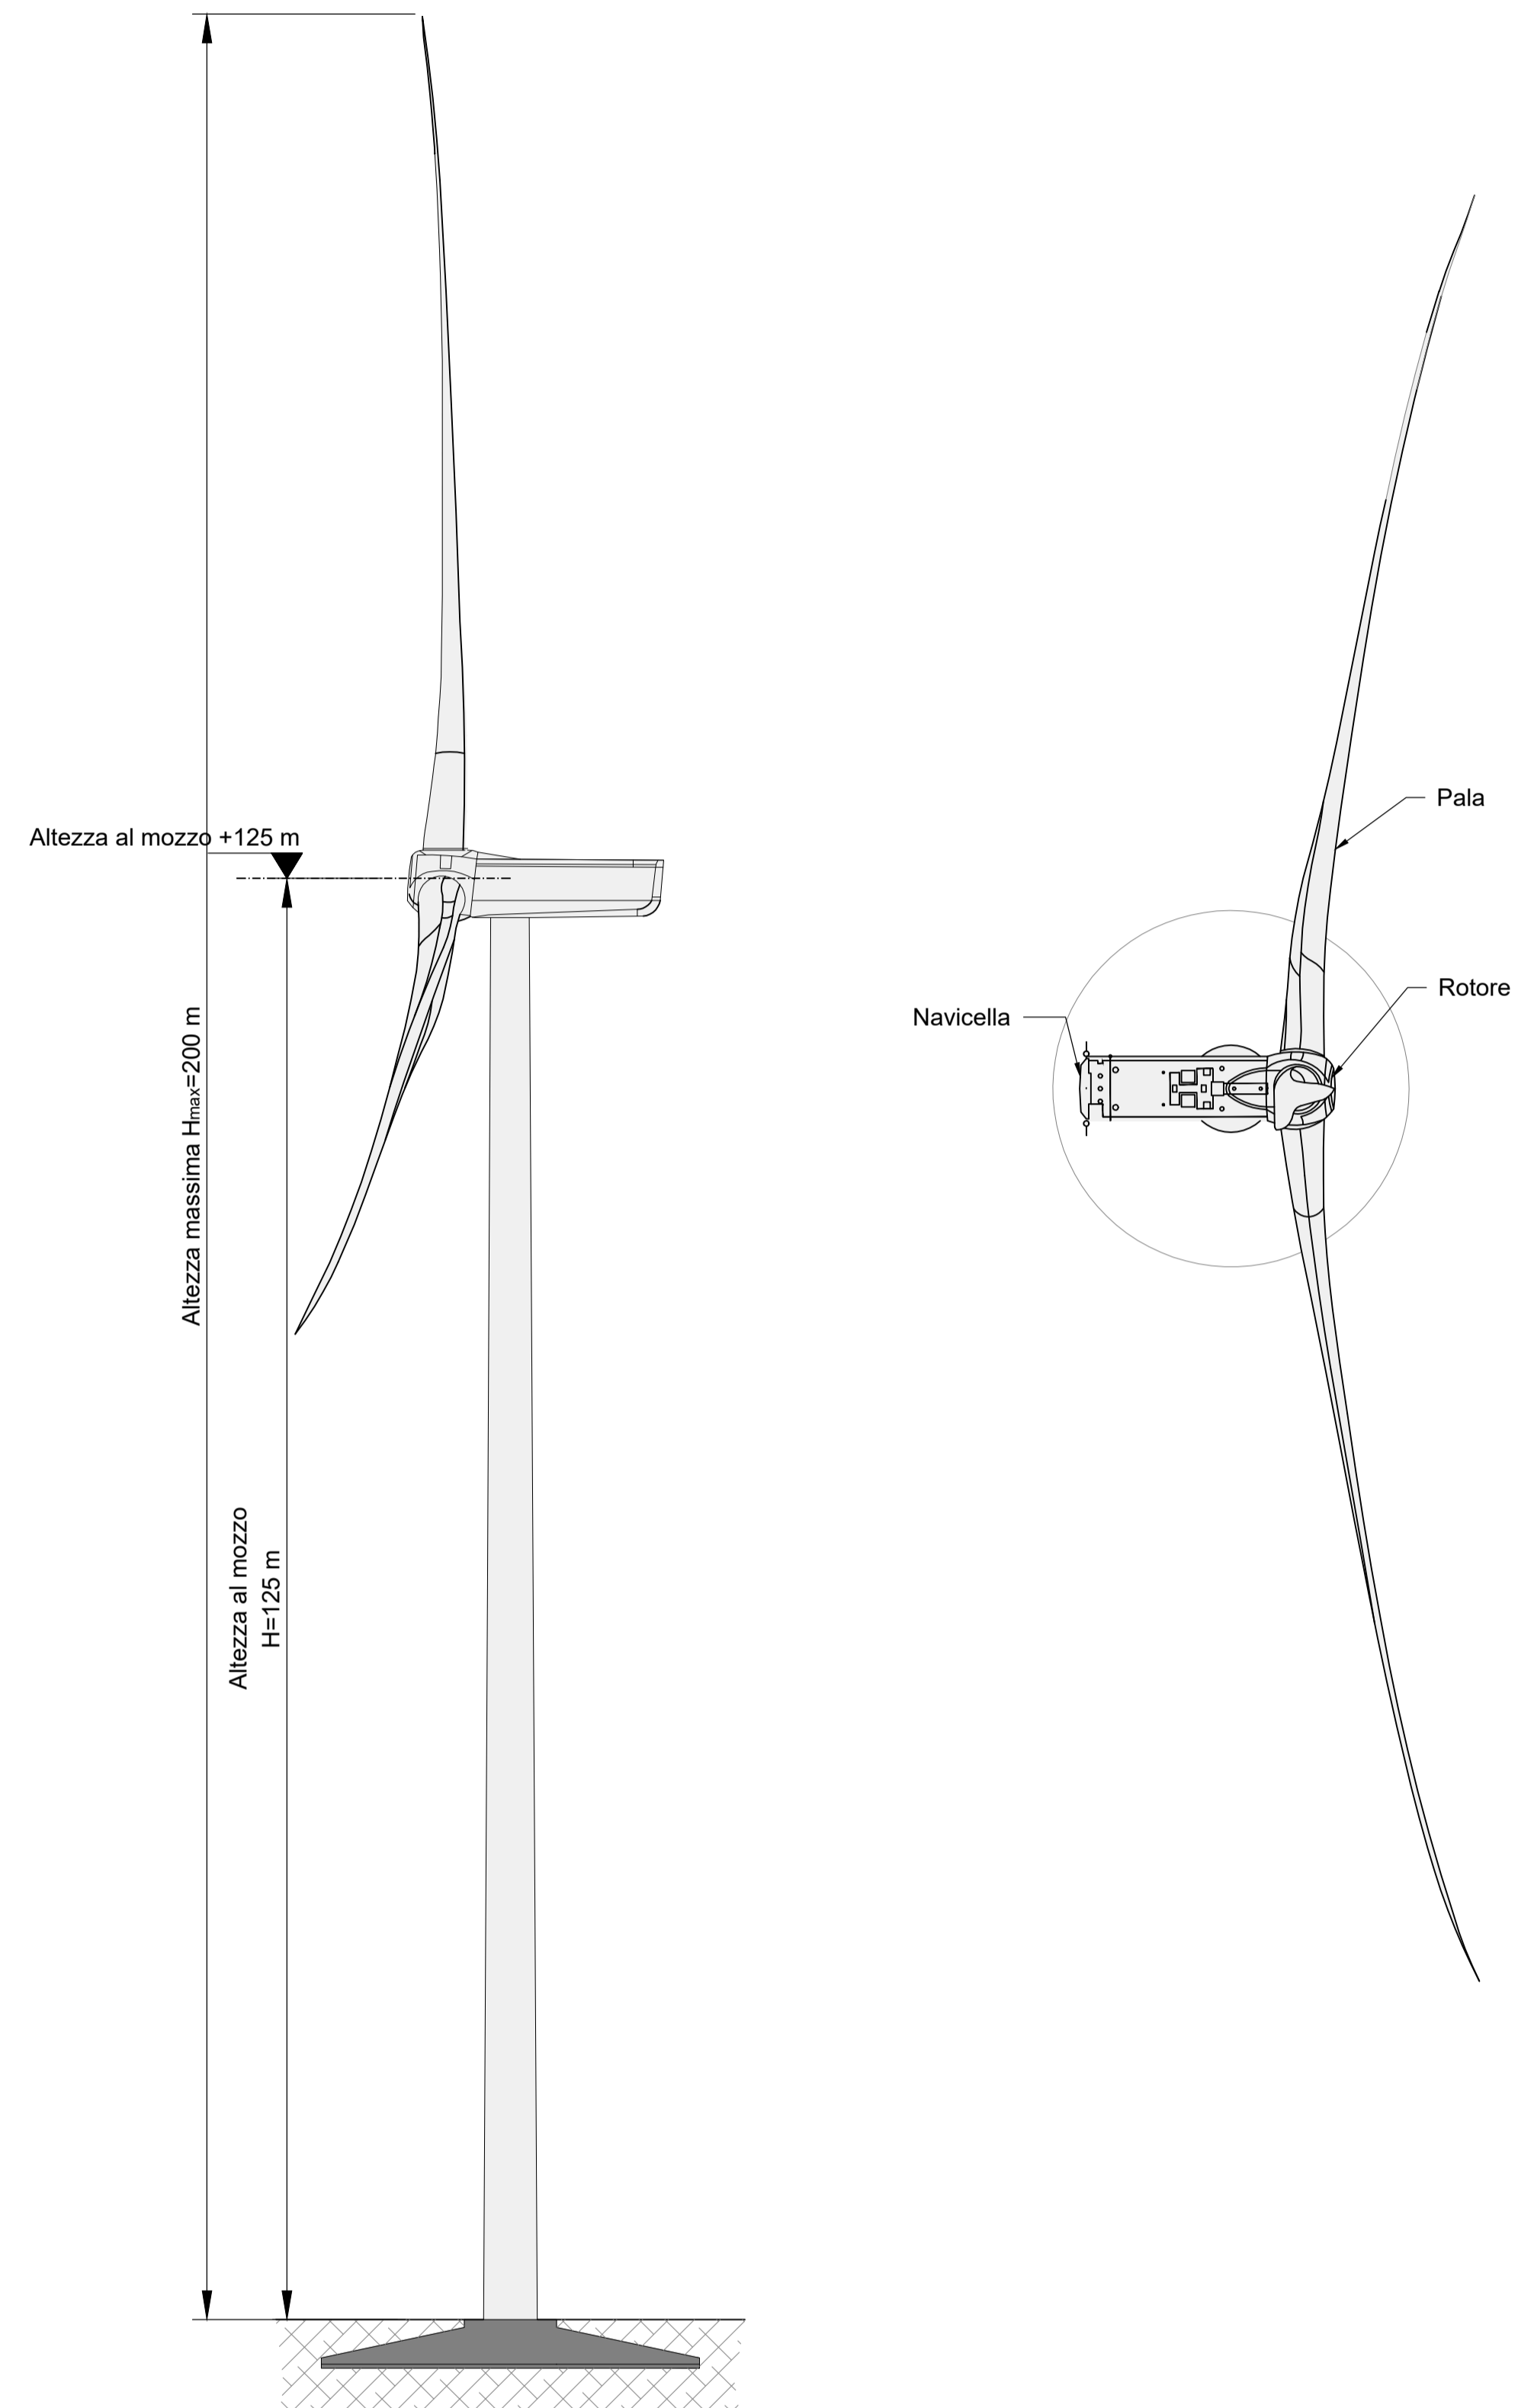 Altezza al mozzo +125 m
Altezza massima Hmax=200 m
Altezza al mozzo
H=125 m
Pala
Rotore
Navicella